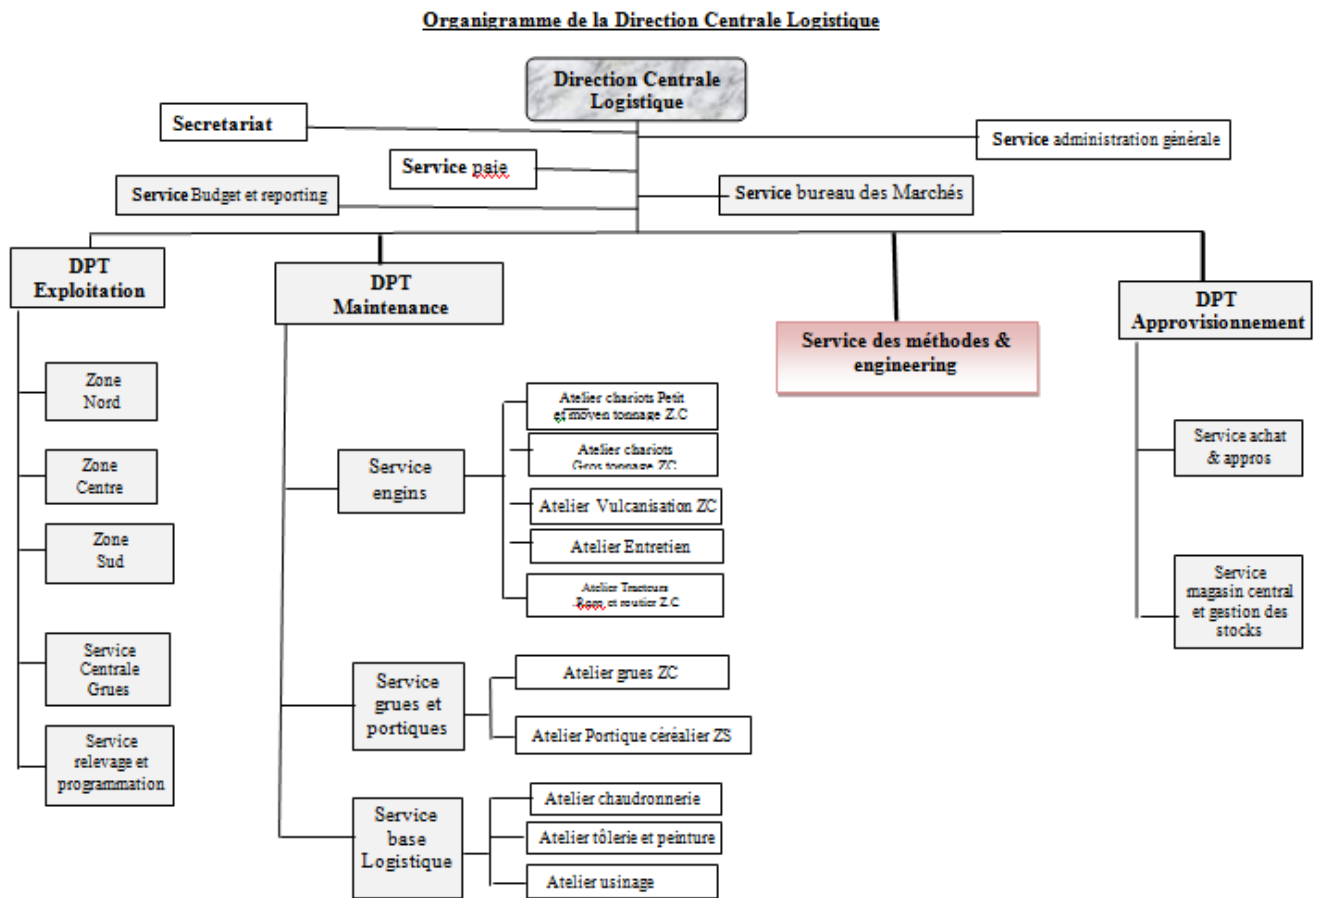 Organigramme de la Direction Centrale Logistique
Direction Centrale
Logistique
Secretariat
Service administration générale
Service paie
Service Budget et reporting
Service bureau des Marchés
DPT
Exploitation
DPT
Maintenance
Service des méthodes &
engineering
DPT
Approvisionnement
Zone
Nord
Zone
Centre
Zone
Sud
Service
Centrale
Grues
Service
relevage et
programmation
Service
engins
Atelier chariots Petit
et moyen tonnage Z.C
Atelier chariots
Gros tonnage ZC
Atelier Vulcanisation ZC
Atelier Entretien
Atelier Tracteurs
et routier Z.C
Service
grues et
portiques
Atelier grues ZC
Atelier Portique céréalier ZS
Service
base
Logistique
Atelier chaudronnerie
Atelier tôlerie et peinture
Atelier usinage
Service achat
& appros
Service
magasin central
et gestion des
stocks